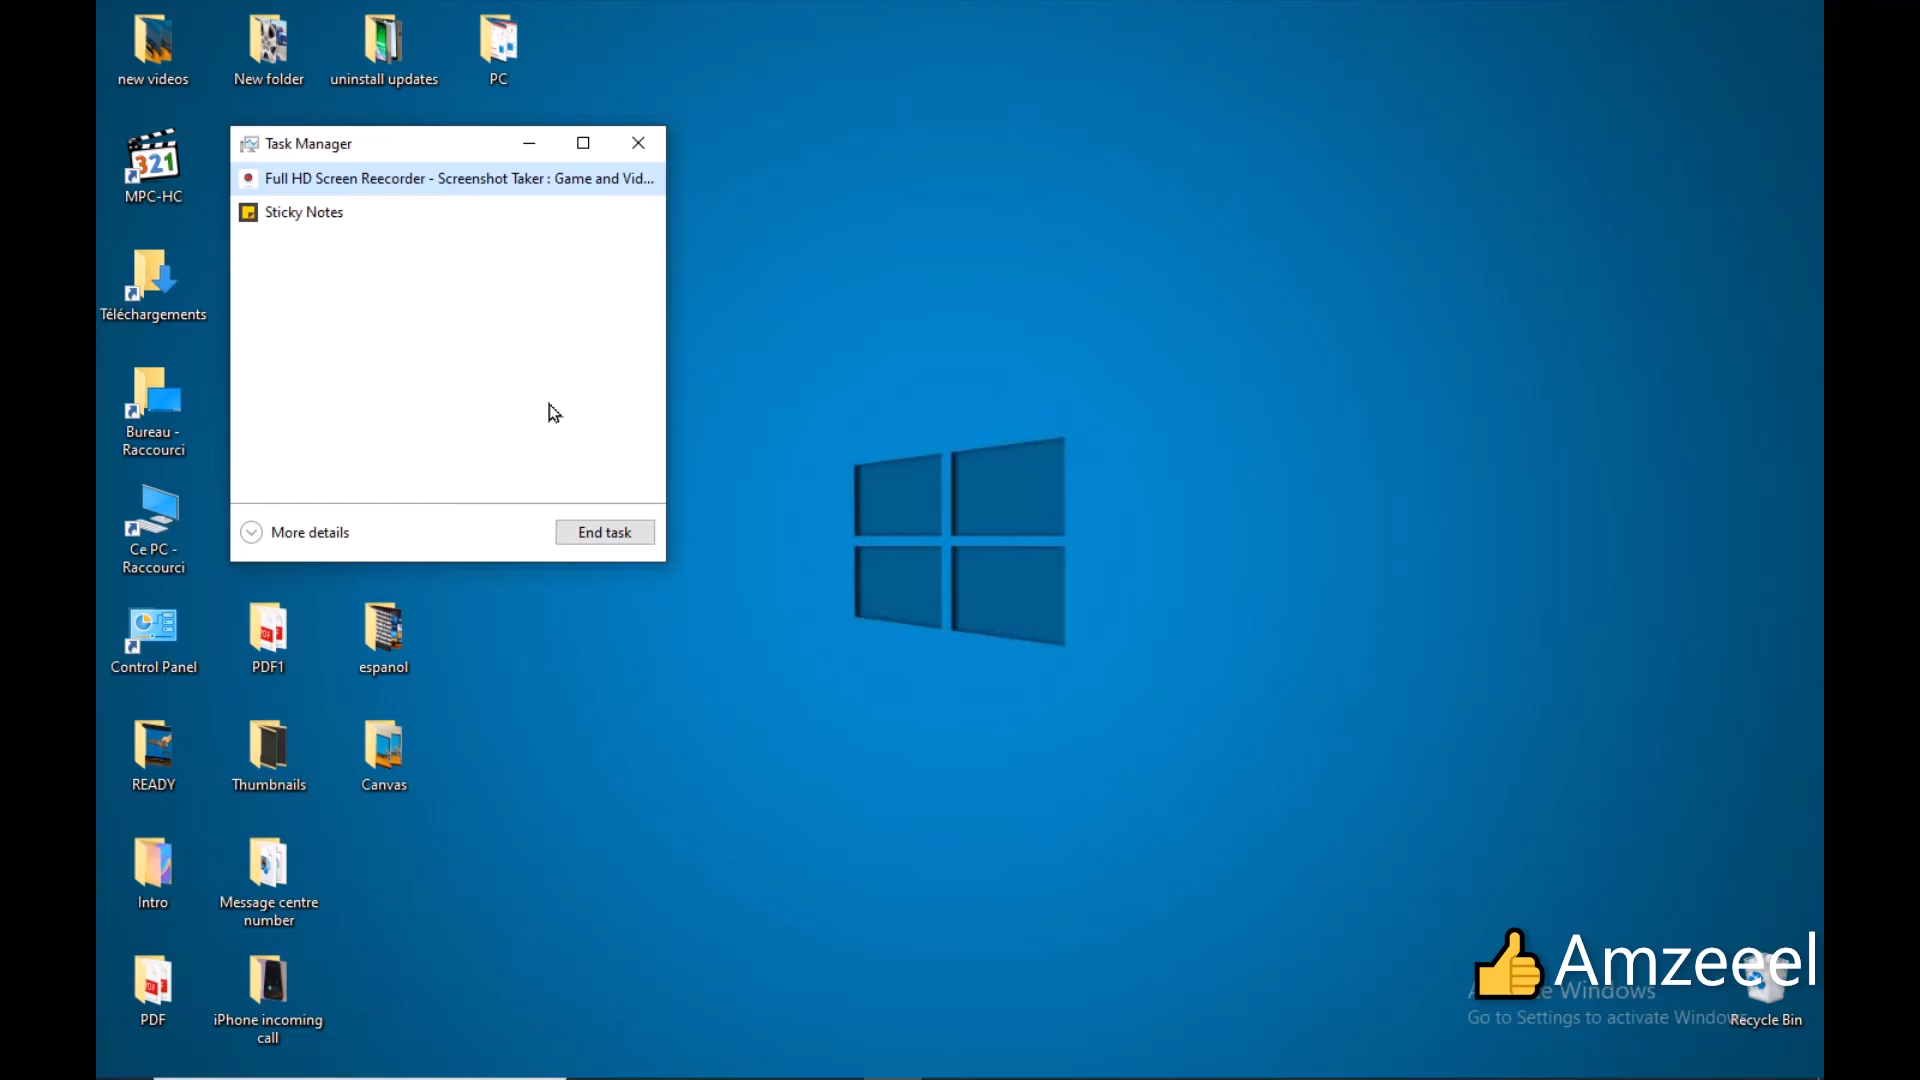 new videos
New folder
uninstall updates
PC
Task Manager
Full HD Screen Reecorder - Screenshot Taker : Game and Vid...
Sticky Notes
More details
End task
321
MPC-HC
Téléchargements
Bureau -
Raccourci
Ce PC -
Raccourci
Control Panel
PDF1
espanol
READY
Thumbnails
Canvas
Intro
Message centre
number
PDF
iPhone incoming
call
Amzeeel
Windows
Go to Settings to activate
Recycle Bin